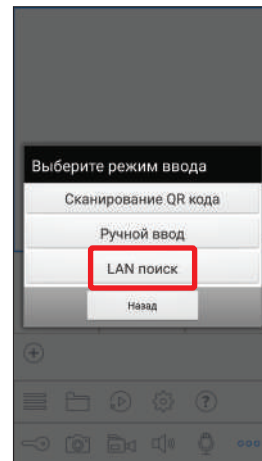 Выберите режим ввода
Сканирование QR кода
Ручной ввод
LAN поиск
Назад